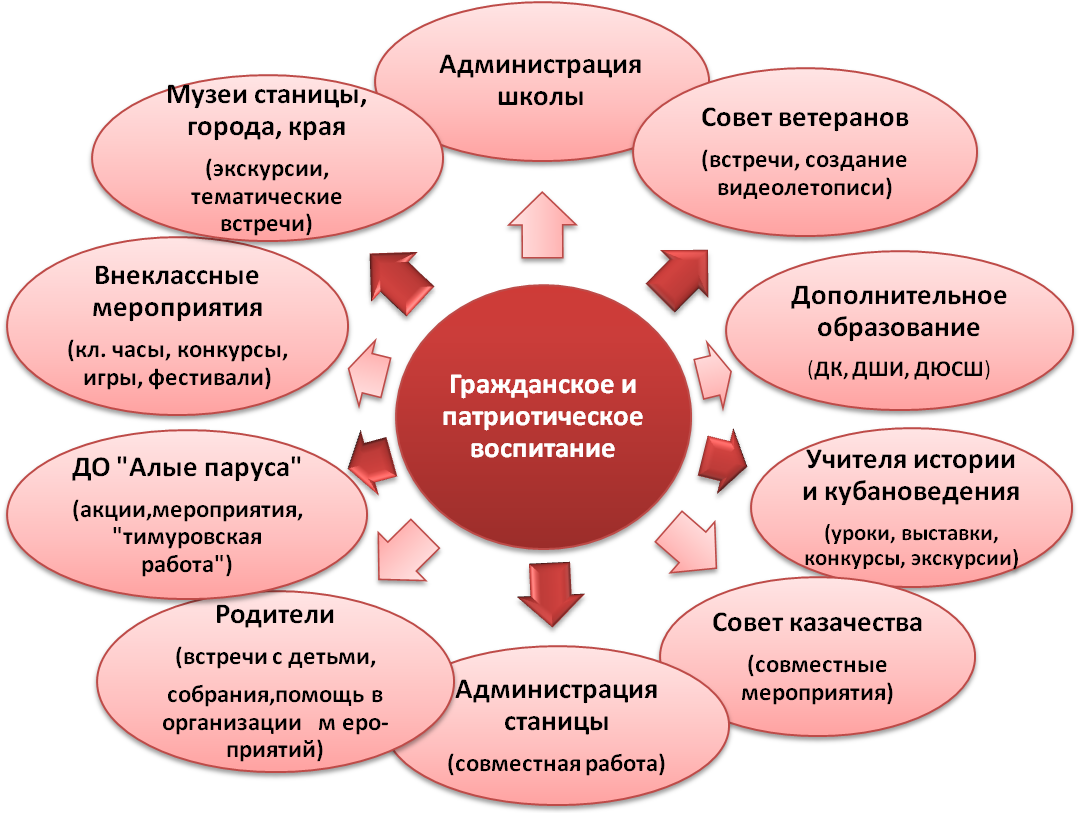 Администрация
школы
Совет ветеранов
(встречи, создание
видеолетописи)
Дополнительное
образование
(ДК, ДШИ, ДЮСШ)
Учителя истории
и кубановедения
(уроки, выставки,
конкурсы, экскурсии)
Совет казачества
(совместные
мероприятия)
Администрация
станицы
(совместная работа)
Родители
(встречи с детьми,
собрания,помощь в
организации м еро-
приятий)
ДО "Алые паруса"
(акции,мероприятия,
"тимуровская
работа")
Внеклассные
мероприятия
(кл. часы, конкурсы,
игры, фестивали)
Музеи станицы,
города, края
(экскурсии,
тематические
встречи)
Гражданское и
патриотическое
воспитание